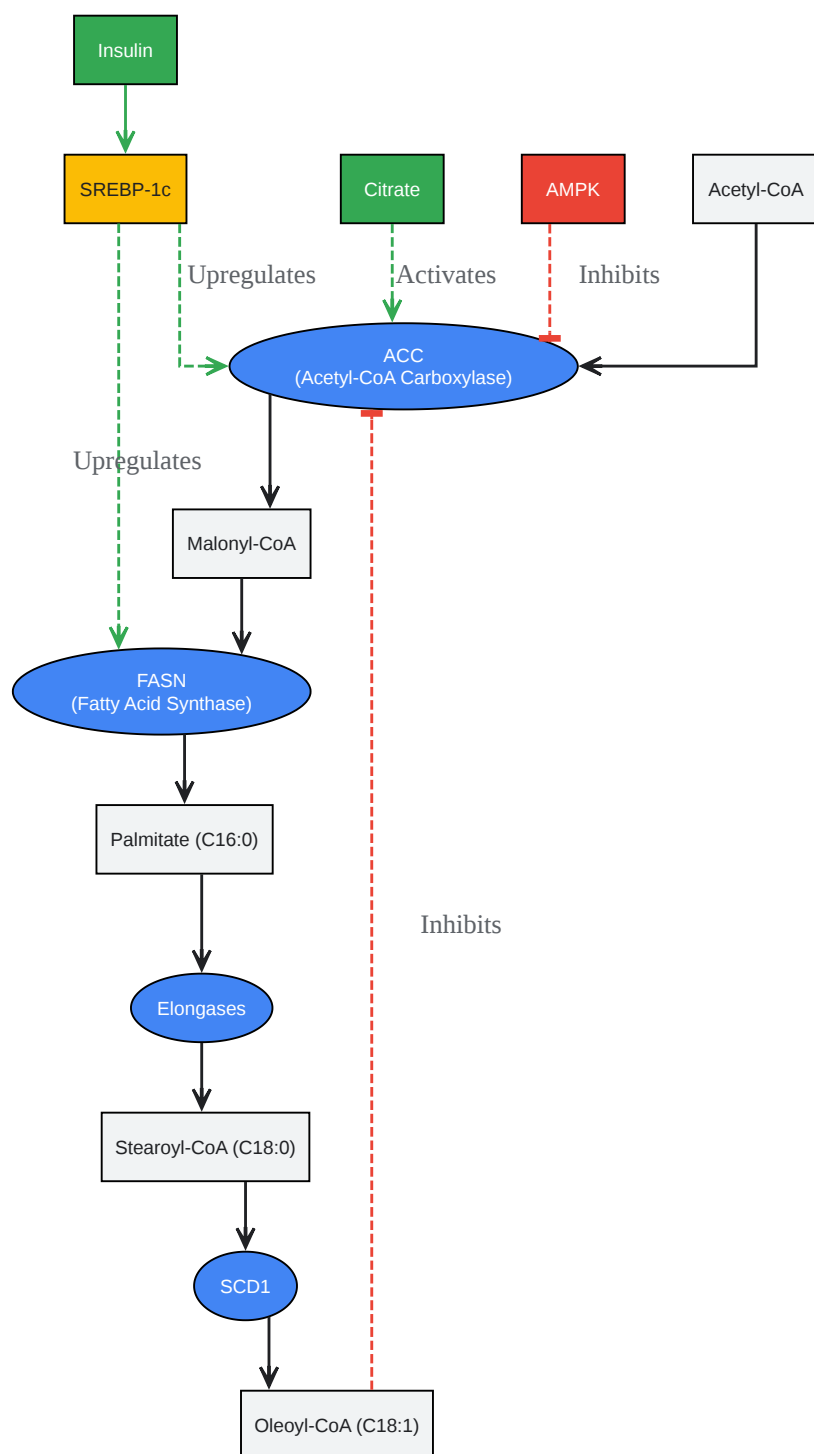 Insulin
SREBP-1c
Citrate
AMPK
Acetyl-CoA
Upregulates
Activates
Inhibits
ACC
(Acetyl-CoA Carboxylase)
Upregulates
Malonyl-CoA
FASN
(Fatty Acid Synthase)
Palmitate (C16:0)
Inhibits
Elongases
Stearoyl-CoA (C18:0)
SCD1
Oleoyl-CoA (C18:1)